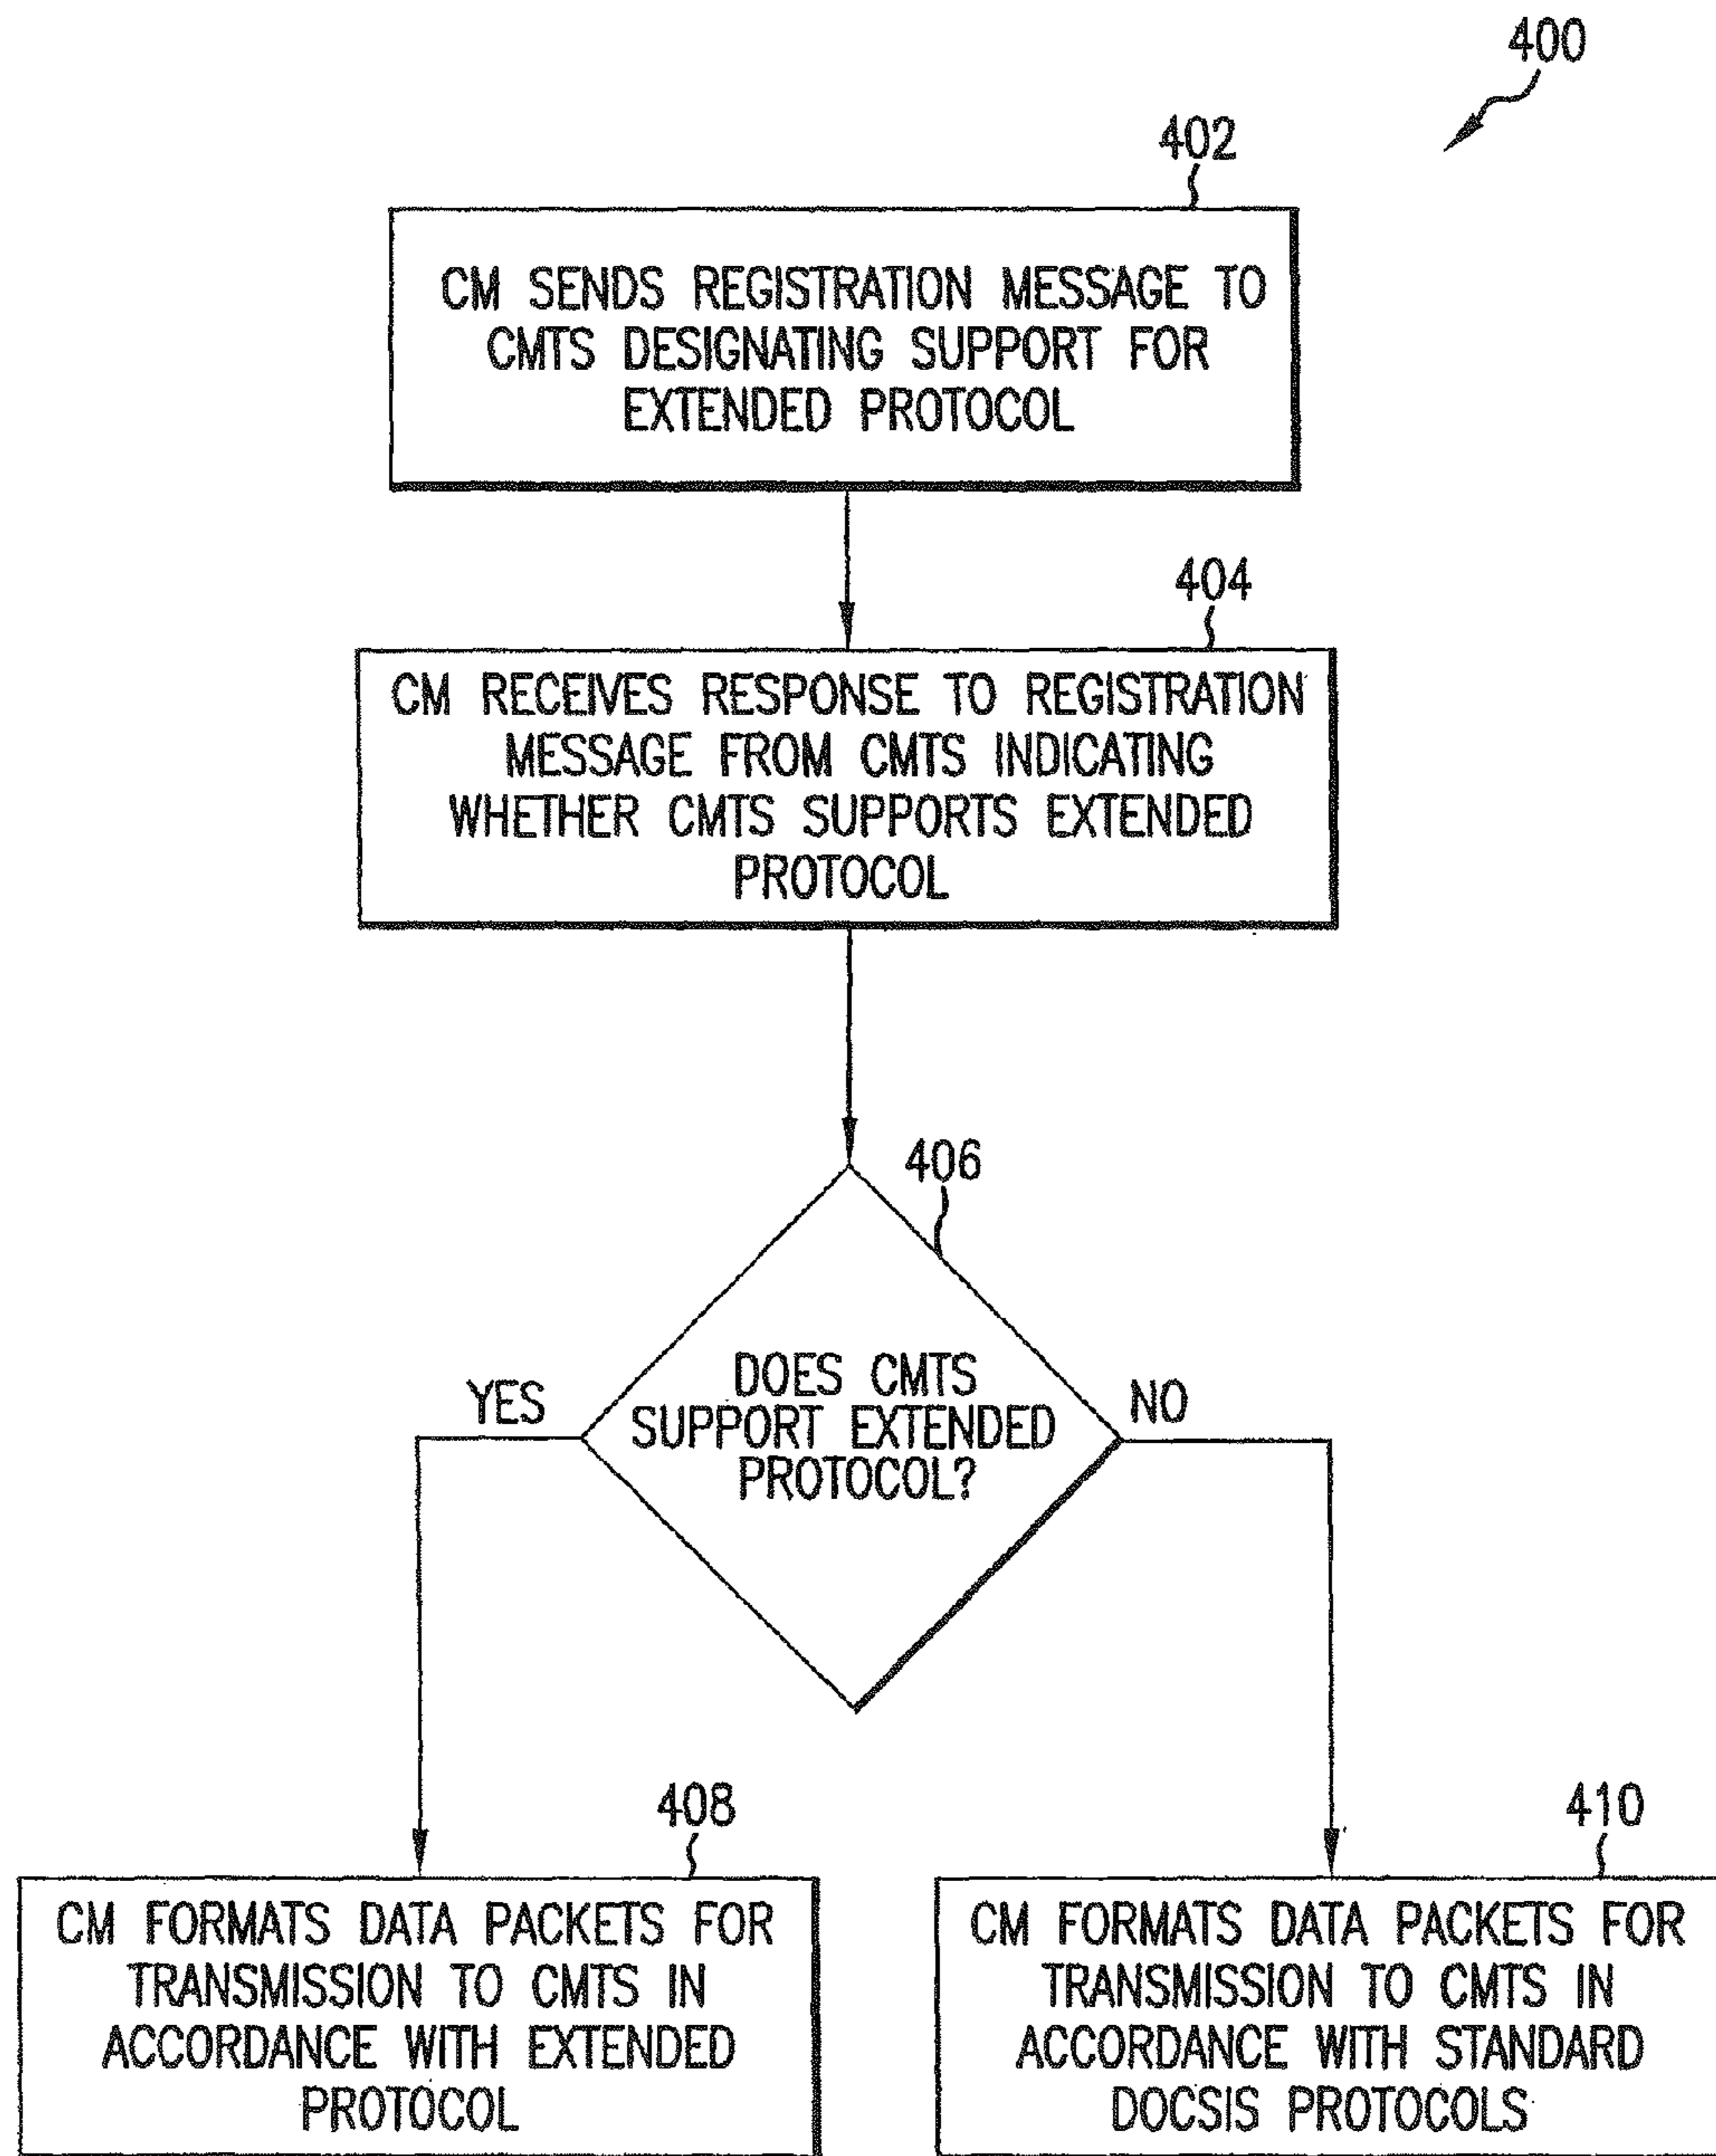 400
402
CM SENDS REGISTRATION MESSAGE TO
CMTS DESIGNATING SUPPORT FOR
EXTENDED PROTOCOL
404
CM RECEIVES RESPONSE TO REGISTRATION
MESSAGE FROM CMTS INDICATING
WHETHER CMTS SUPPORTS EXTENDED
PROTOCOL
406
DOES CMTS
SUPPORT EXTENDED
PROTOCOL?
YES
NO
408
CM FORMATS DATA PACKETS FOR
TRANSMISSION TO CMTS IN
ACCORDANCE WITH EXTENDED
PROTOCOL
410
CM FORMATS DATA PACKETS FOR
TRANSMISSION TO CMTS IN
ACCORDANCE WITH STANDARD
DOCSIS PROTOCOLS